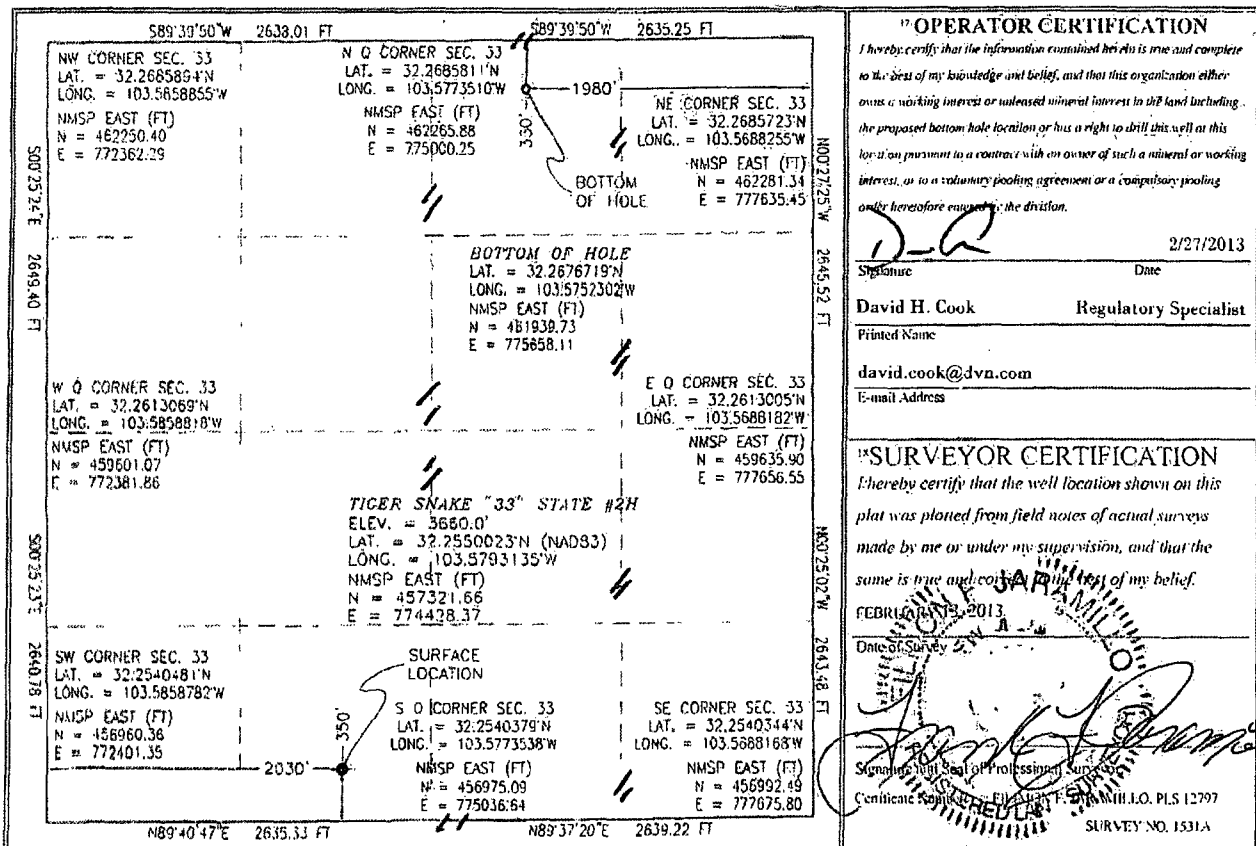 S89°39'50"W 2638.01 FT
S89°39'50"W 2635.25 FT
NW CORNER SEC. 33
LAT. = 32.2685894'N
LONG. = 103.5858855'W
NMSP EAST (FT)
N = 462250.40
E = 772362.29
N Q CORNER SEC. 33
LAT. = 32.2685811'N
LONG. = 103.5773510'W
NMSP EAST (FT)
N = 462265.88
E = 775000.25
330'
1980'
BOTTOM
OF HOLE
NE CORNER SEC. 33
LAT. = 32.2685723'N
LONG. = 103.5688255'W
NMSP EAST (FT)
N = 462281.34
E = 777635.45
S00°25'24"E 2649.40 FT
N00°27'25"W 2645.52 FT
BOTTOM OF HOLE
LAT. = 32.2676719'N
LONG. = 103.5752302'W
NMSP EAST (FT)
N = 461939.73
E = 775658.11
W Q CORNER SEC. 33
LAT. = 32.2613069'N
LONG. = 103.5858818'W
NMSP EAST (FT)
N = 459601.07
E = 772381.86
E Q CORNER SEC. 33
LAT. = 32.2613005'N
LONG. = 103.5688182'W
NMSP EAST (FT)
N = 459635.90
E = 777656.55
TIGER SNAKE "33" STATE #2H
ELEV. = 3660.0'
LAT. = 32.2550023'N (NAD83)
LONG. = 103.5793135'W
NMSP EAST (FT)
N = 457321.66
E = 774428.37
S00°25'23"E 2640.78 FT
N00°25'02"W 2643.48 FT
SW CORNER SEC. 33
LAT. = 32.2540481'N
LONG. = 103.5858782'W
NMSP EAST (FT)
N = 456960.36
E = 772401.35
SURFACE
LOCATION
350'
2030'
S Q CORNER SEC. 33
LAT. = 32.2540379'N
LONG. = 103.5773538'W
NMSP EAST (FT)
N = 456975.09
E = 775036.64
SE CORNER SEC. 33
LAT. = 32.2540344'N
LONG. = 103.5688168'W
NMSP EAST (FT)
N = 456992.49
E = 777675.80
N89°40'47"E 2635.33 FT
N89°37'20"E 2639.22 FT
17 OPERATOR CERTIFICATION
I hereby certify that the information contained herein is true and complete
to the best of my knowledge and belief, and that this organization either
owns a working interest or unleased mineral interest in the land including
the proposed bottom hole location or has a right to drill this well at this
location pursuant to a contract with an owner of such a mineral or working
interest, or to a voluntary pooling agreement or a compulsory pooling
order heretofore entered by the division.
2/27/2013
Signature Date
David H. Cook Regulatory Specialist
Printed Name
david.cook@dvn.com
E-mail Address
18 SURVEYOR CERTIFICATION
I hereby certify that the well location shown on this
plat was plotted from field notes of actual surveys
made by me or under my supervision, and that the
same is true and correct to the best of my belief.
FEBRUARY 13, 2013
Date of Survey
FILIMON F. JARAMILLO
REGISTERED LAND SURVEYOR
Signature and Seal of Professional Surveyor
Certificate Number: FILIMON F. JARAMILLO, PLS 12797
SURVEY NO. 1531A